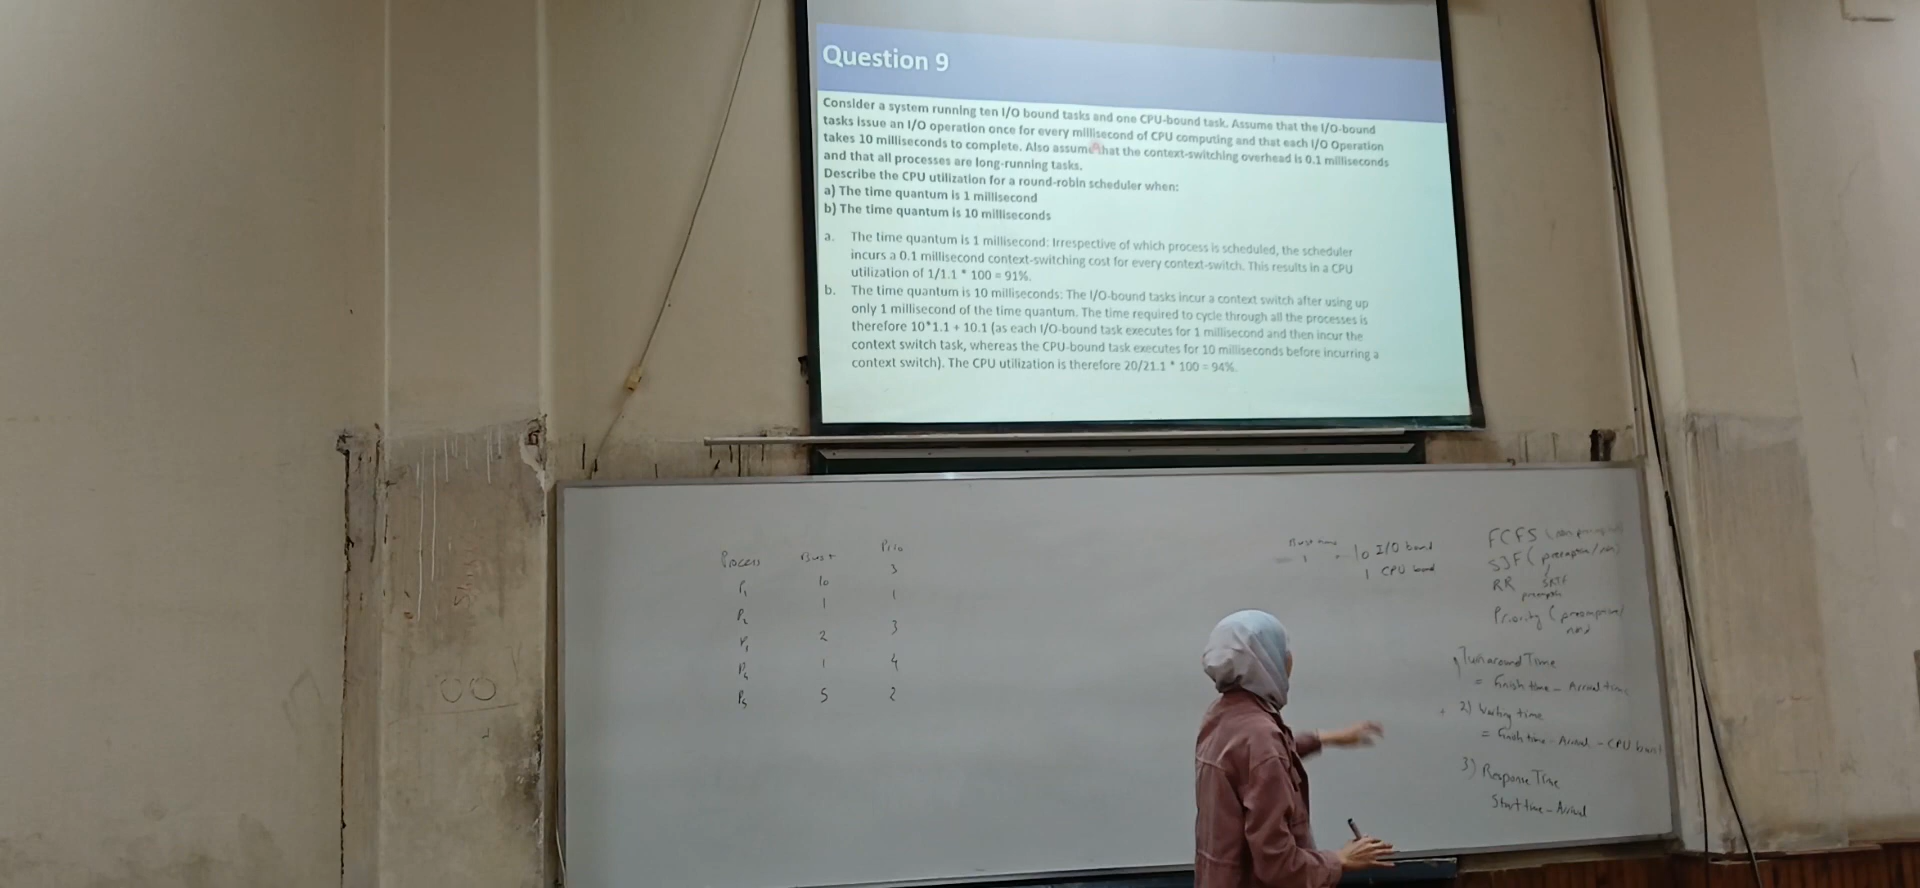 Question 9
Consider a system running ten I/O bound tasks and one CPU-bound task. Assume that the I/O-bound
tasks issue an I/O operation once for every millisecond of CPU computing and that each I/O Operation
takes 10 milliseconds to complete. Also assume that the context-switching overhead is 0.1 milliseconds
and that all processes are long-running tasks.
Describe the CPU utilization for a round-robin scheduler when:
a) The time quantum is 1 millisecond
b) The time quantum is 10 milliseconds
a. The time quantum is 1 millisecond: Irrespective of which process is scheduled, the scheduler
incurs a 0.1 millisecond context-switching cost for every context-switch. This results in a CPU
utilization of 1/1.1 * 100 = 91%.
b. The time quantum is 10 milliseconds: The I/O-bound tasks incur a context switch after using up
only 1 millisecond of the time quantum. The time required to cycle through all the processes is
therefore 10*1.1 + 10.1 (as each I/O-bound task executes for 1 millisecond and then incur the
context switch task, whereas the CPU-bound task executes for 10 milliseconds before incurring a
context switch). The CPU utilization is therefore 20/21.1 * 100 = 94%.
Process Bust Prio
P1 10 3
P2 1 1
2 3
P4 1 4
P5 5 2
10 I/O bound
1 CPU bound
FCFS
SJF (preemptive/non)
RR SRTF
Priority (preemptive/
non)
1) Turnaround Time
= Finish time - Arrival time
2) Waiting time
= Finish time - Arrival - CPU burst
3) Response Time
Start time - Arrival